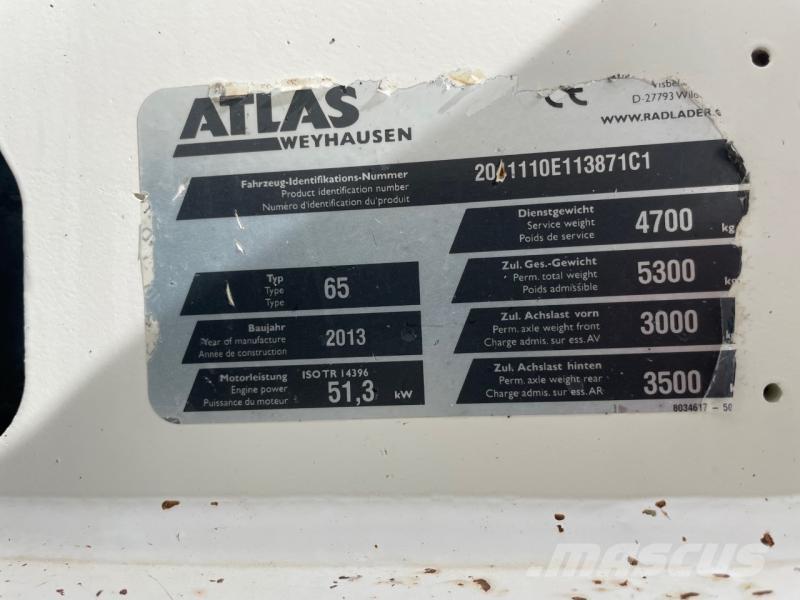 ATLAS
WEYHAUSEN
D-27793
WWW.RADLADER.
Fahrzeug-Identifikations-Nummer
Product identification number
Numéro d'identification du produit
2041110E113871C1
Dienstgewicht
Service weight
Poids de service
4700 kg
Zul. Ges.-Gewicht
Perm. total weight
Poids admissible
5300
Typ
Type
Type
65
Zul. Achslast vorn
Perm. axle weight front
Charge admis. sur ess. AV
3000
Baujahr
Year of manufacture
Année de construction
2013
Zul. Achslast hinten
Perm. axle weight rear
Charge admis. sur ess. AR
3500
Motorleistung ISO TR 14396
Engine power
Puissance du moteur
51,3 kW
8034617 - 50
MASCUS